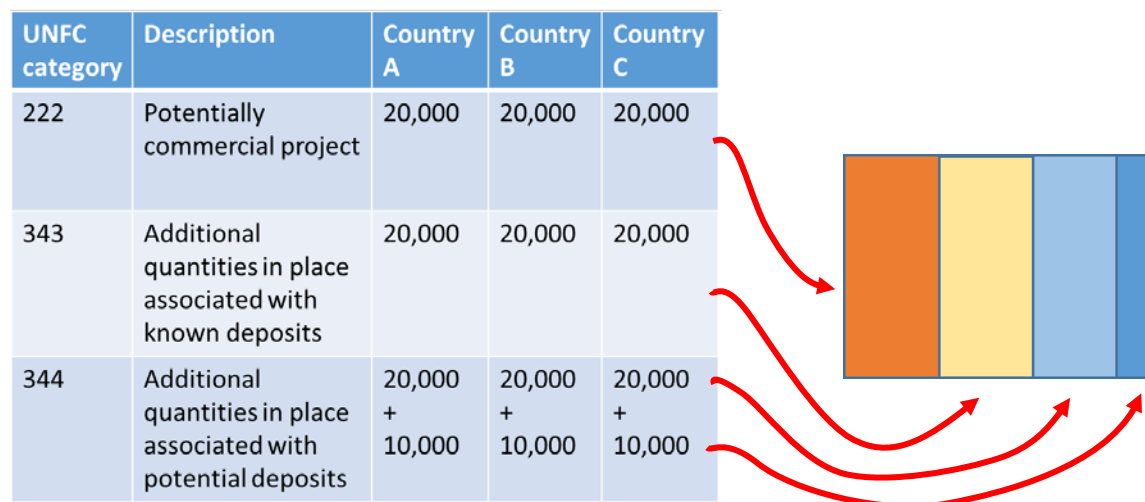 UNFC category Description Country A Country B Country C
222 Potentially commercial project 20,000 20,000 20,000
343 Additional quantities in place associated with known deposits 20,000 20,000 20,000
344 Additional quantities in place associated with potential deposits 20,000 + 10,000 20,000 + 10,000 20,000 + 10,000